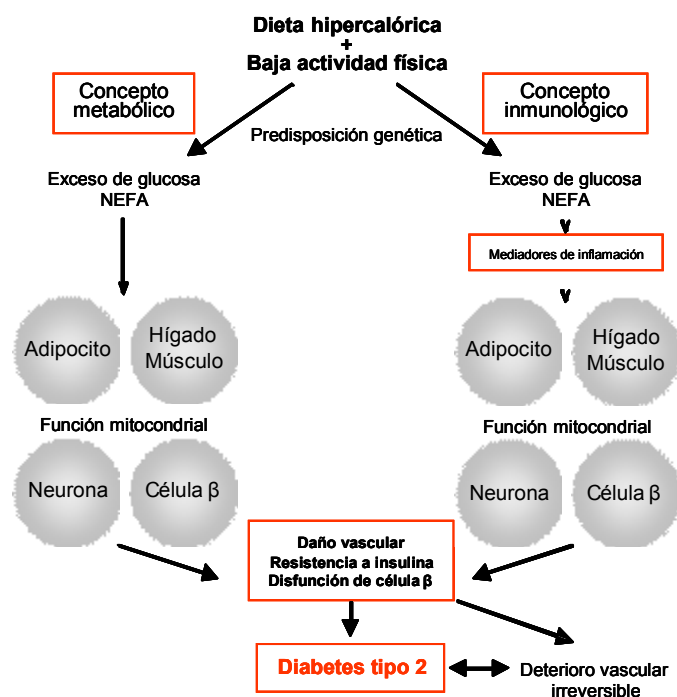 Dieta hipercalórica
+
Baja actividad física
Concepto
metabólico
Concepto
inmunológico
Predisposición genética
Exceso de glucosa
NEFA
Exceso de glucosa
NEFA
Mediadores de inflamación
Adipocito
Hígado
Músculo
Adipocito
Hígado
Músculo
Función mitocondrial
Función mitocondrial
Neurona
Célula β
Neurona
Célula β
Daño vascular
Resistencia a insulina
Disfunción de célula β
Diabetes tipo 2
Deterioro vascular
irreversible